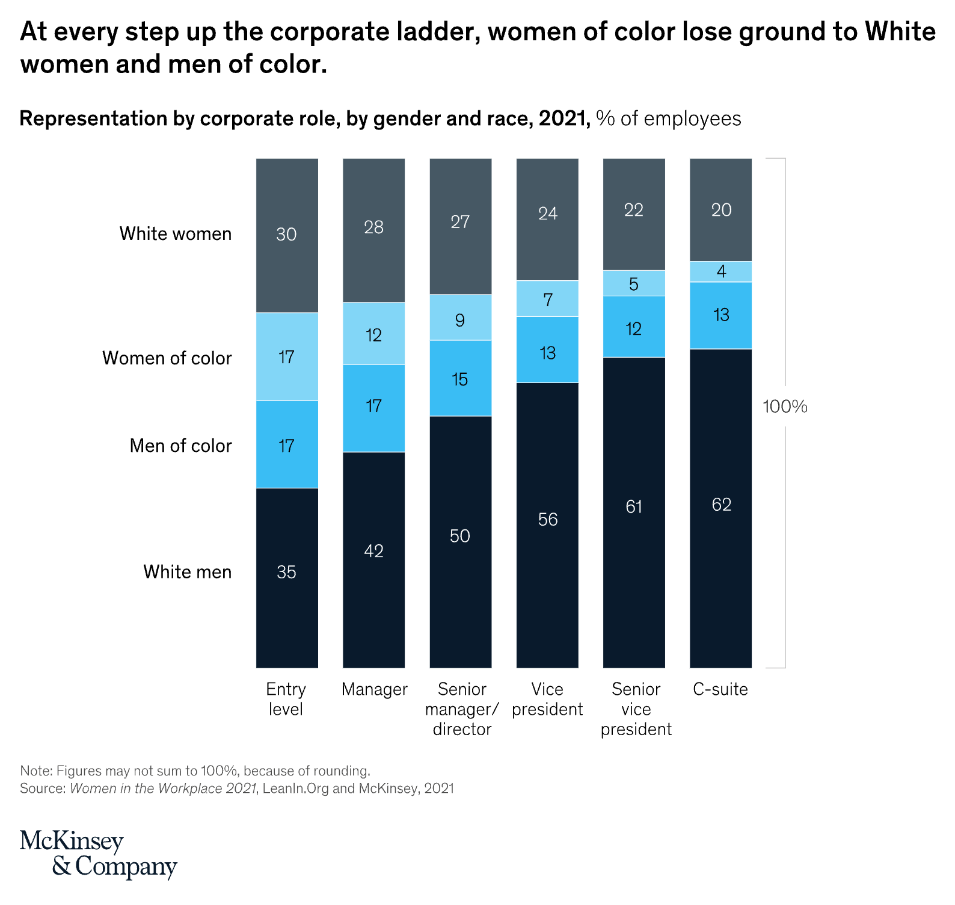 At every step up the corporate ladder, women of color lose ground to White
women and men of color.
Representation by corporate role, by gender and race, 2021, % of employees
White women
30
28
27
24
22
20
Women of color
17
12
9
7
5
4
Men of color
17
17
15
13
12
13
White men
35
42
50
56
61
62
100%
Entry
level
Manager
Senior
manager/
director
Vice
president
Senior
vice
president
C-suite
Note: Figures may not sum to 100%, because of rounding.
Source: Women in the Workplace 2021, LeanIn.Org and McKinsey, 2021
McKinsey
& Company